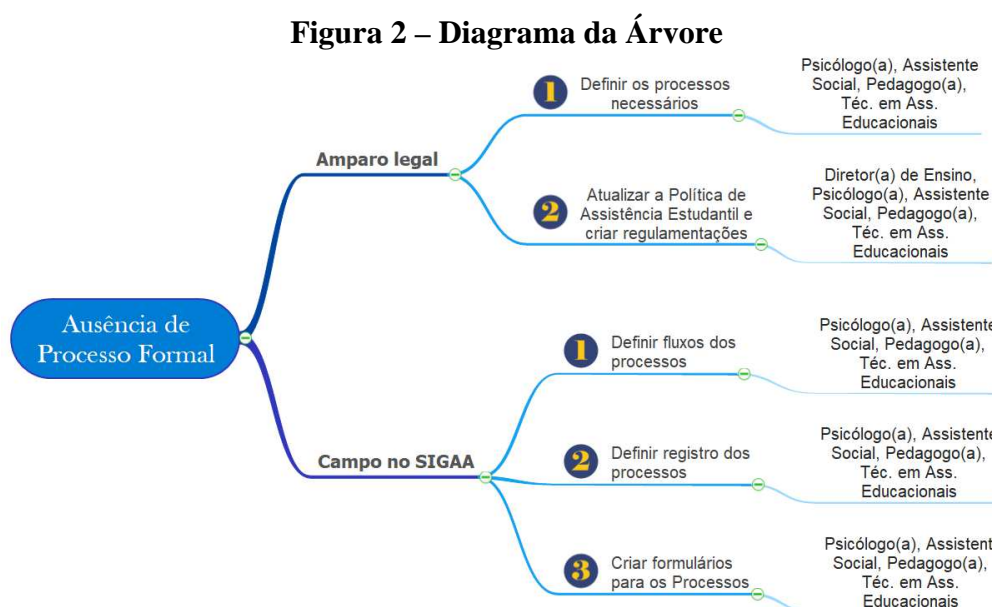 Figura 2 – Diagrama da Árvore
Ausência de
Processo Formal
Amparo legal
1
Definir os processos
necessários
Psicólogo(a), Assistente
Social, Pedagogo(a),
Téc. em Ass.
Educacionais
2
Atualizar a Política de
Assistência Estudantil e
criar regulamentações
Diretor(a) de Ensino,
Psicólogo(a), Assistente
Social, Pedagogo(a),
Téc. em Ass.
Educacionais
Campo no SIGAA
1
Definir fluxos dos
processos
Psicólogo(a), Assistente
Social, Pedagogo(a),
Téc. em Ass.
Educacionais
2
Definir registro dos
processos
Psicólogo(a), Assistente
Social, Pedagogo(a),
Téc. em Ass.
Educacionais
3
Criar formulários
para os Processos
Psicólogo(a), Assistent
Social, Pedagogo(a),
Téc. em Ass.
Educacionais